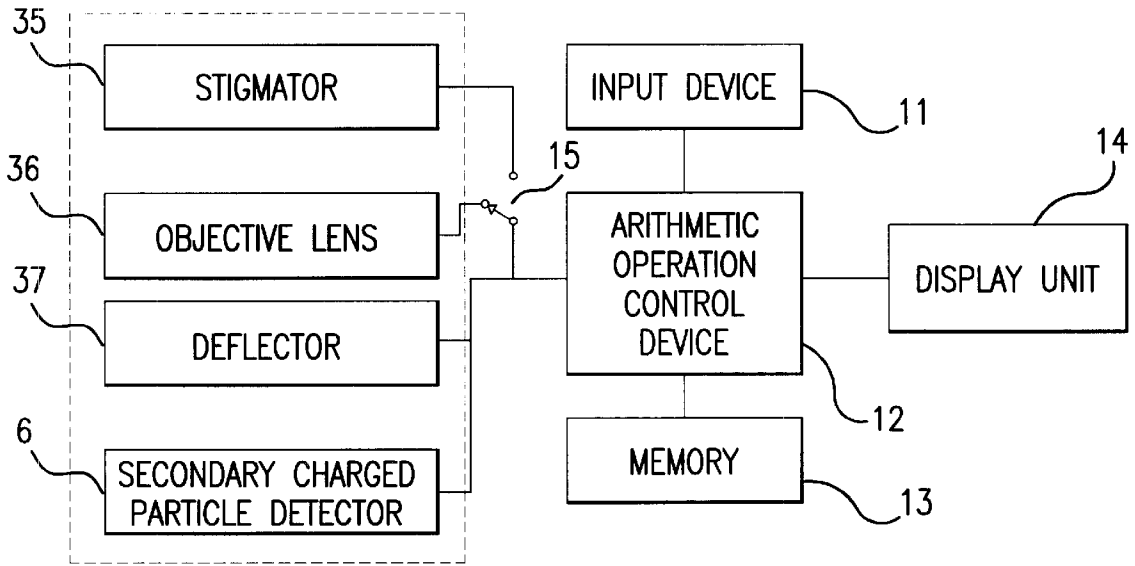 35
STIGMATOR
36
OBJECTIVE LENS
37
DEFLECTOR
6
SECONDARY CHARGED
PARTICLE DETECTOR
15
INPUT DEVICE
11
ARITHMETIC
OPERATION
CONTROL
DEVICE
12
MEMORY
13
14
DISPLAY UNIT